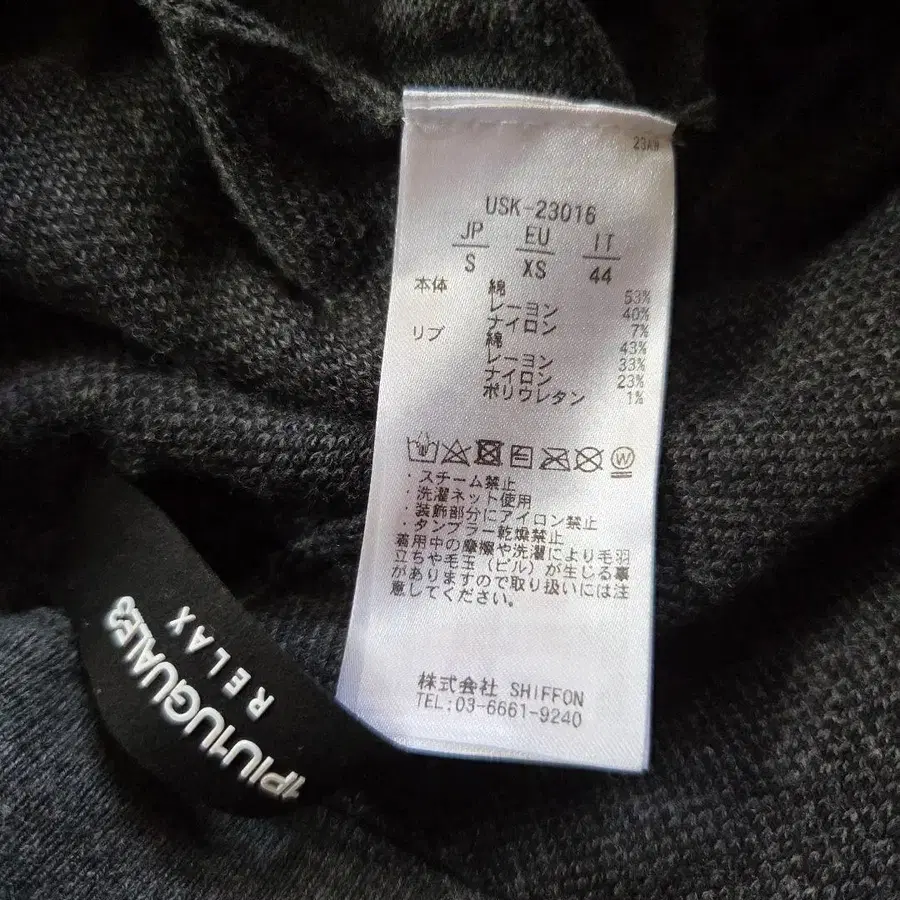 23AW
USK-23016
JP EU IT
S XS 44
本体 綿 53%
レーヨン 40%
ナイロン 7%
リブ 綿 43%
レーヨン 33%
ナイロン 23%
ポリウレタン 1%
W
・スチーム禁止
・洗濯ネット使用
・装飾部分にアイロン禁止
・タンブラー乾燥禁止
着用中の摩擦や洗濯により毛羽
立ちや毛玉（ピル）が生じる事
がありますので取り扱いには注
意してください。
株式会社 SHIFFON
TEL:03-6661-9240
1PIU1UGUALE3
RELAX